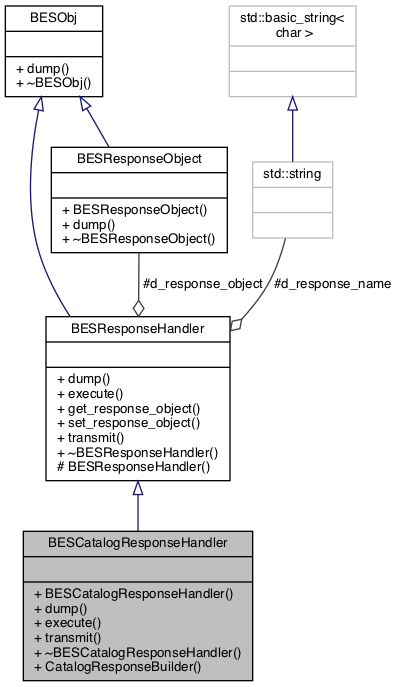 BESObj
+ dump()
+ ~BESObj()
std::basic_string<
char >
BESResponseObject
+ BESResponseObject()
+ dump()
+ ~BESResponseObject()
std::string
#d_response_object
#d_response_name
BESResponseHandler
+ dump()
+ execute()
+ get_response_object()
+ set_response_object()
+ transmit()
+ ~BESResponseHandler()
# BESResponseHandler()
BESCatalogResponseHandler
+ BESCatalogResponseHandler()
+ dump()
+ execute()
+ transmit()
+ ~BESCatalogResponseHandler()
+ CatalogResponseBuilder()